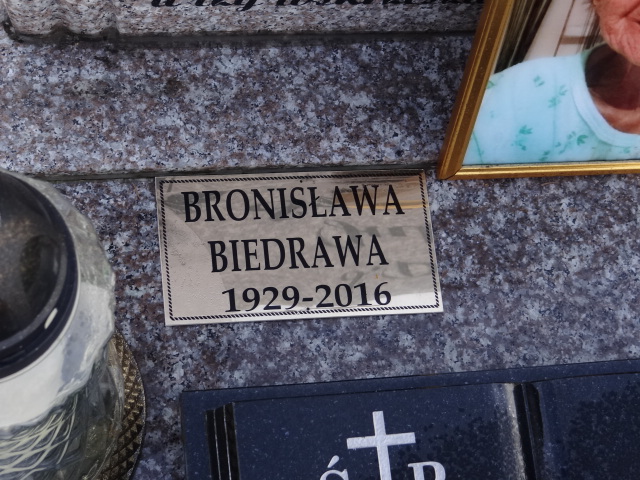 BRONISŁAWA
BIEDRAWA
1929-2016
Ś P